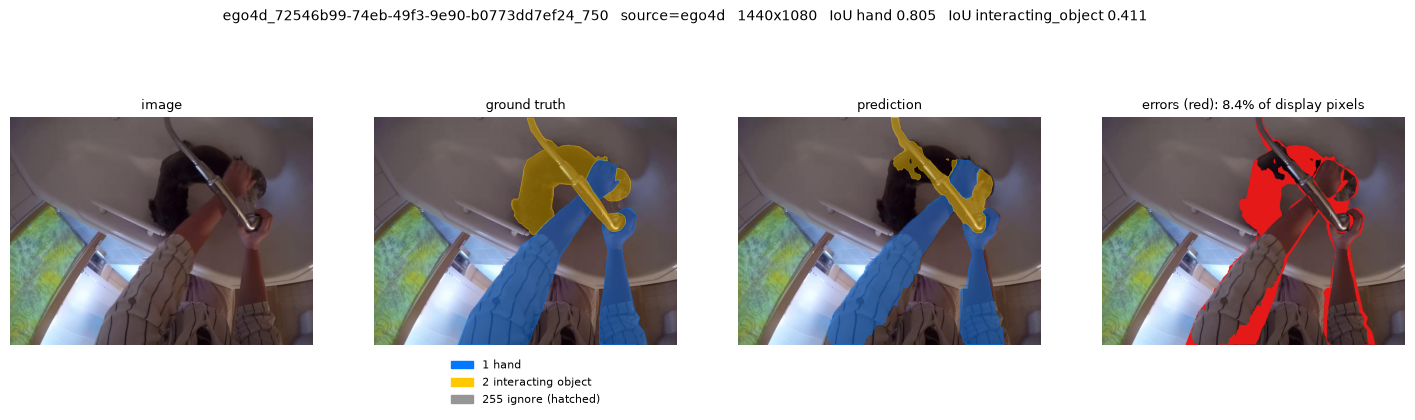 ego4d_72546b99-74eb-49f3-9e90-b0773dd7ef24_750   source=ego4d   1440x1080   IoU hand 0.805   IoU interacting_object 0.411
image
ground truth
prediction
errors (red): 8.4% of display pixels
1 hand
2 interacting object
255 ignore (hatched)